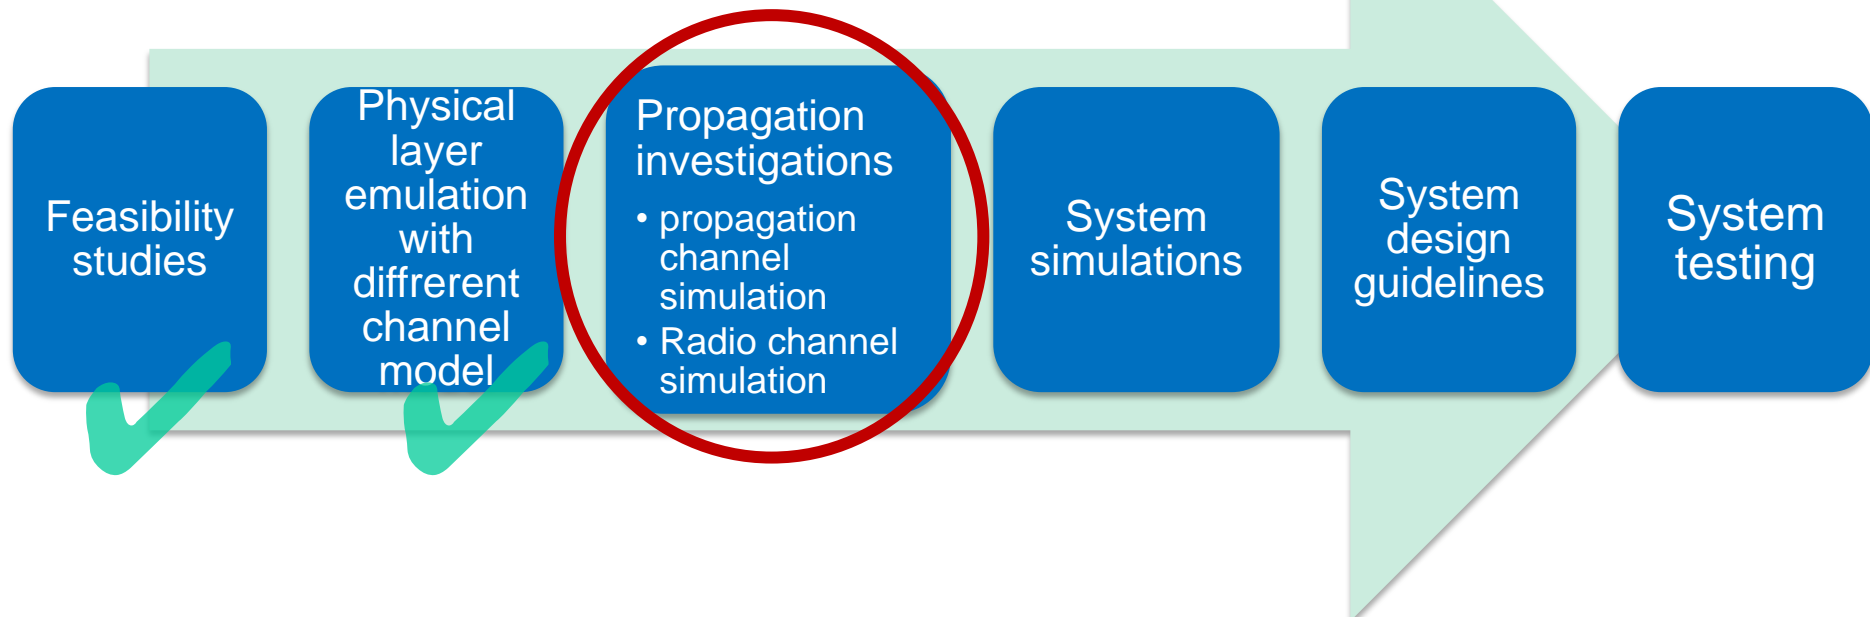 Feasibility
studies
Physical
layer
emulation
with
diffrerent
channel
model
Propagation
investigations
• propagation
channel
simulation
• Radio channel
simulation
System
simulations
System
design
guidelines
System
testing